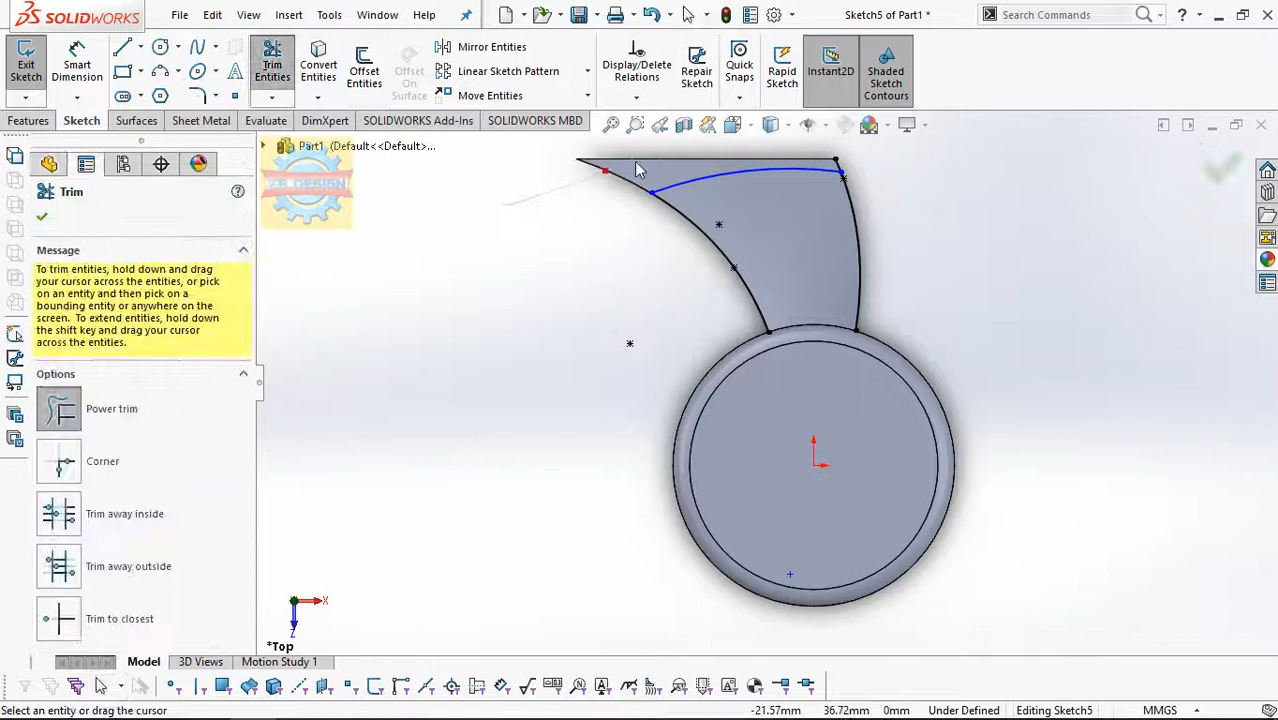 SOLIDWORKS File Edit View Insert Tools Window Help Sketch5 of Part1 * Search Commands ?
Exit Sketch
Smart Dimension
Trim Entities
Convert Entities
Offset Entities
Offset On Surface
Mirror Entities
Linear Sketch Pattern
Move Entities
Display/Delete Relations
Repair Sketch
Quick Snaps
Rapid Sketch
Instant2D
Shaded Sketch Contours
Features Sketch Surfaces Sheet Metal Evaluate DimXpert SOLIDWORKS Add-Ins SOLIDWORKS MBD
Part1 (Default<<Default>...
Trim
Message
To trim entities, hold down and drag
your cursor across the entities, or pick
on an entity and then pick on a
bounding entity or anywhere on the
screen. To extend entities, hold down
the shift key and drag your cursor
across the entities.
Options
Power trim
Corner
Trim away inside
Trim away outside
Trim to closest
X
Z
*Top
Model 3D Views Motion Study 1
Select an entity or drag the cursor -21.57mm 36.72mm 0mm Under Defined Editing Sketch5 MMGS